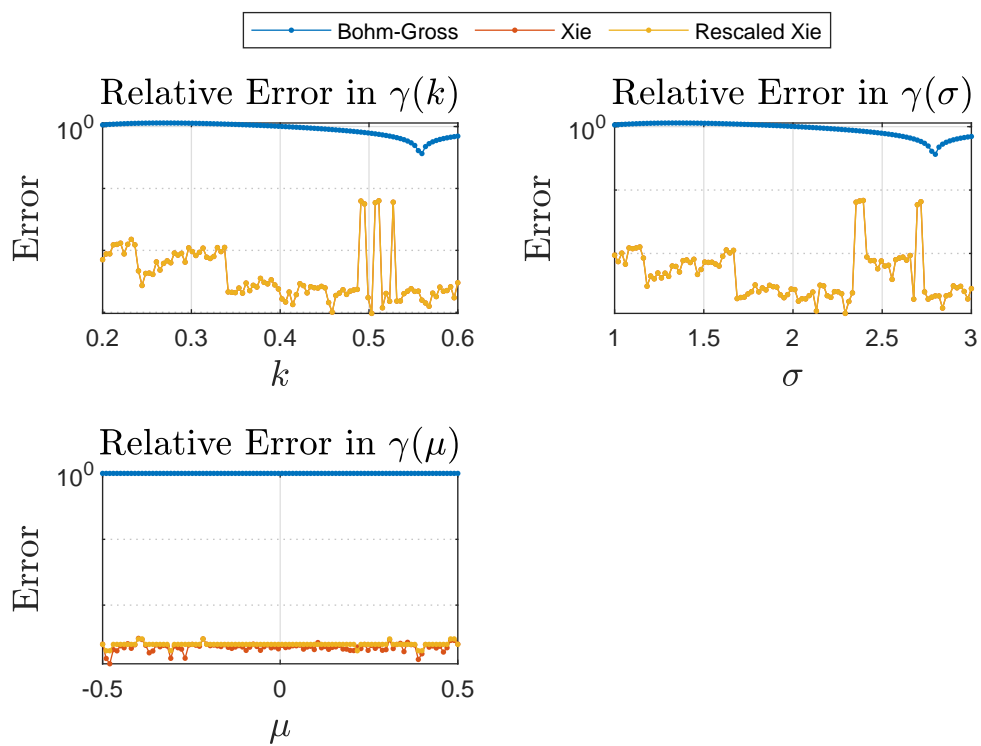 Bohm-Gross Xie Rescaled Xie
Relative Error in γ(k)
10^0
Error
0.2 0.3 0.4 0.5 0.6
k
Relative Error in γ(σ)
10^0
Error
1 1.5 2 2.5 3
σ
Relative Error in γ(μ)
10^0
Error
-0.5 0 0.5
μ